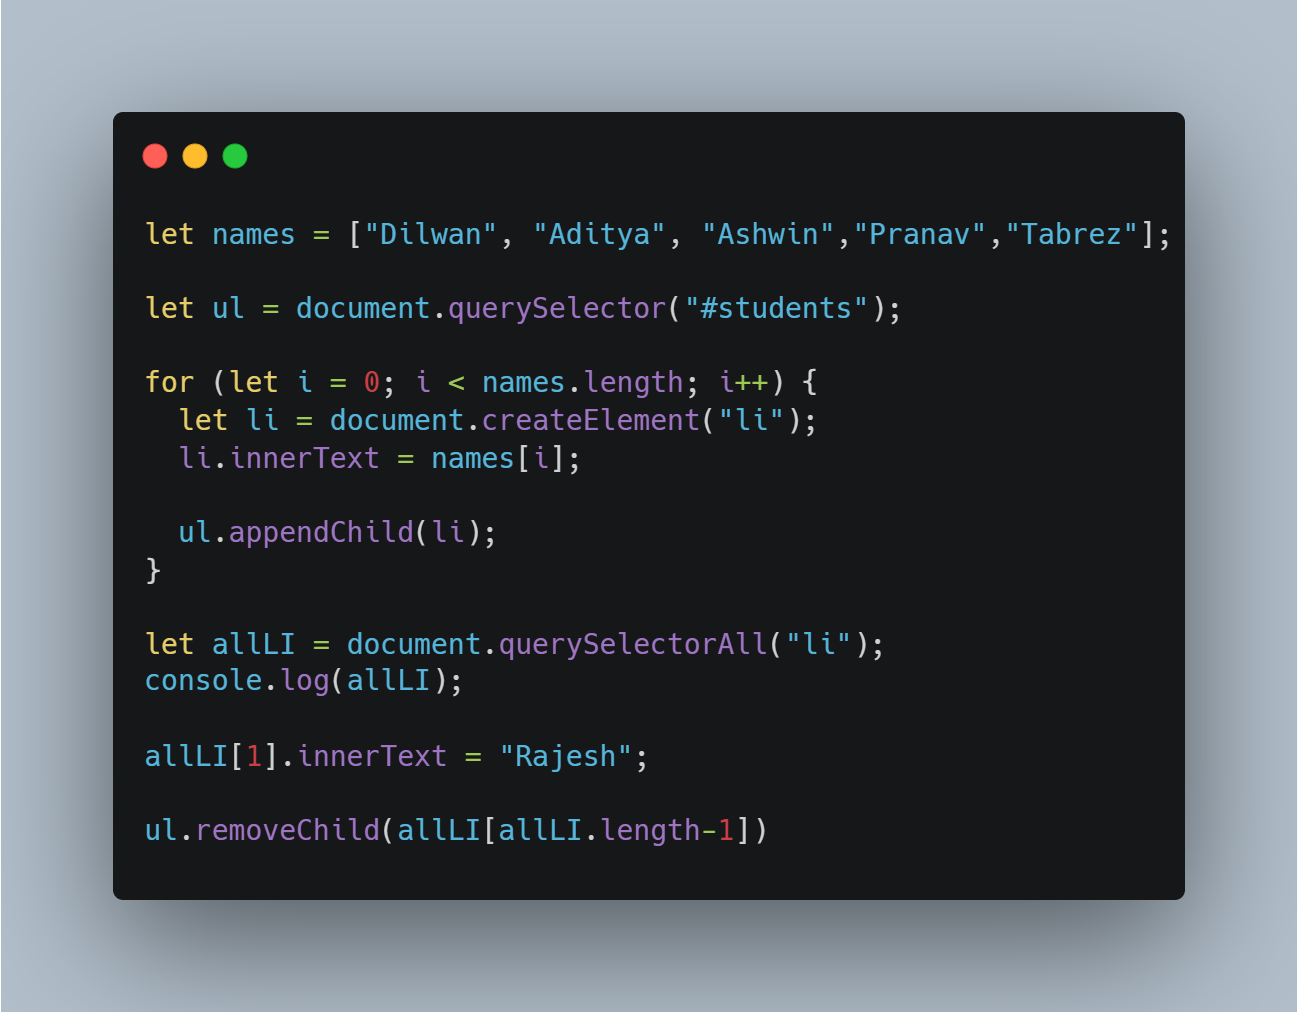 let names = ["Dilwan", "Aditya", "Ashwin","Pranav","Tabrez"];
let ul = document.querySelector("#students");
for (let i = 0; i < names.length; i++) {
  let li = document.createElement("li");
  li.innerText = names[i];
  ul.appendChild(li);
}
let allLI = document.querySelectorAll("li");
console.log(allLI);
allLI[1].innerText = "Rajesh";
ul.removeChild(allLI[allLI.length-1])